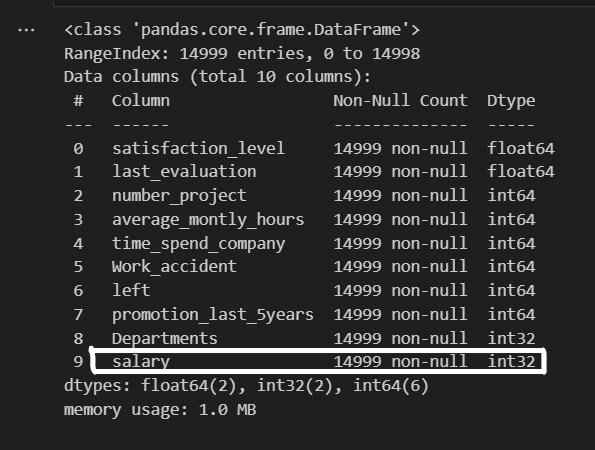 <class 'pandas.core.frame.DataFrame'>
RangeIndex: 14999 entries, 0 to 14998
Data columns (total 10 columns):
 #   Column                 Non-Null Count  Dtype
---  ------                 --------------  -----
 0   satisfaction_level     14999 non-null  float64
 1   last_evaluation        14999 non-null  float64
 2   number_project         14999 non-null  int64
 3   average_montly_hours   14999 non-null  int64
 4   time_spend_company     14999 non-null  int64
 5   Work_accident          14999 non-null  int64
 6   left                   14999 non-null  int64
 7   promotion_last_5years  14999 non-null  int64
 8   Departments            14999 non-null  int32
 9   salary                 14999 non-null  int32
dtypes: float64(2), int32(2), int64(6)
memory usage: 1.0 MB